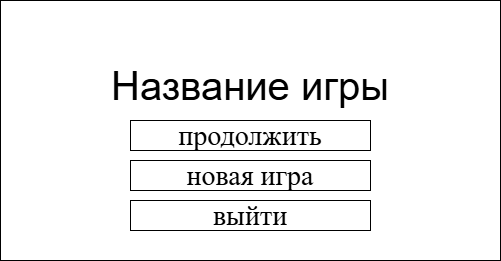 Название игры
продолжить
новая игра
выйти